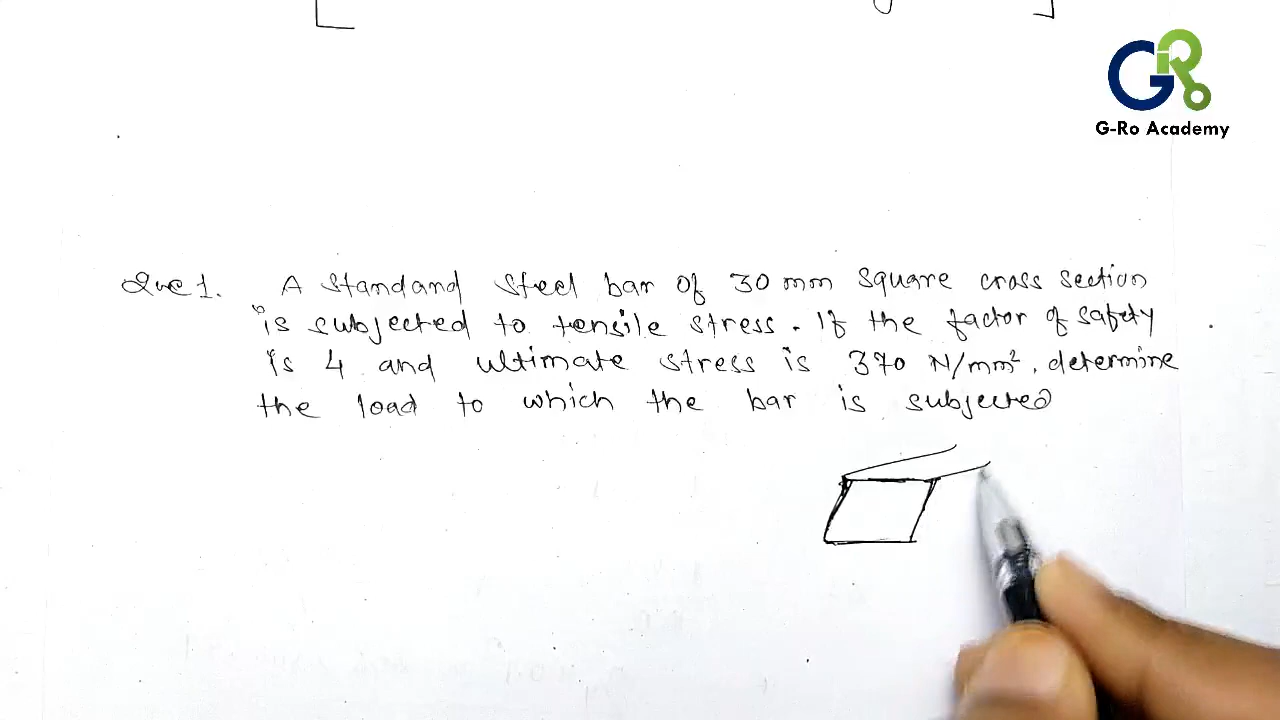 GR
G-Ro Academy
Que 1. A Standard steel bar of 30 mm square cross section
is subjected to tensile stress. If the factor of safety
is 4 and ultimate stress is 370 N/mm², determine
the load to which the bar is subjected